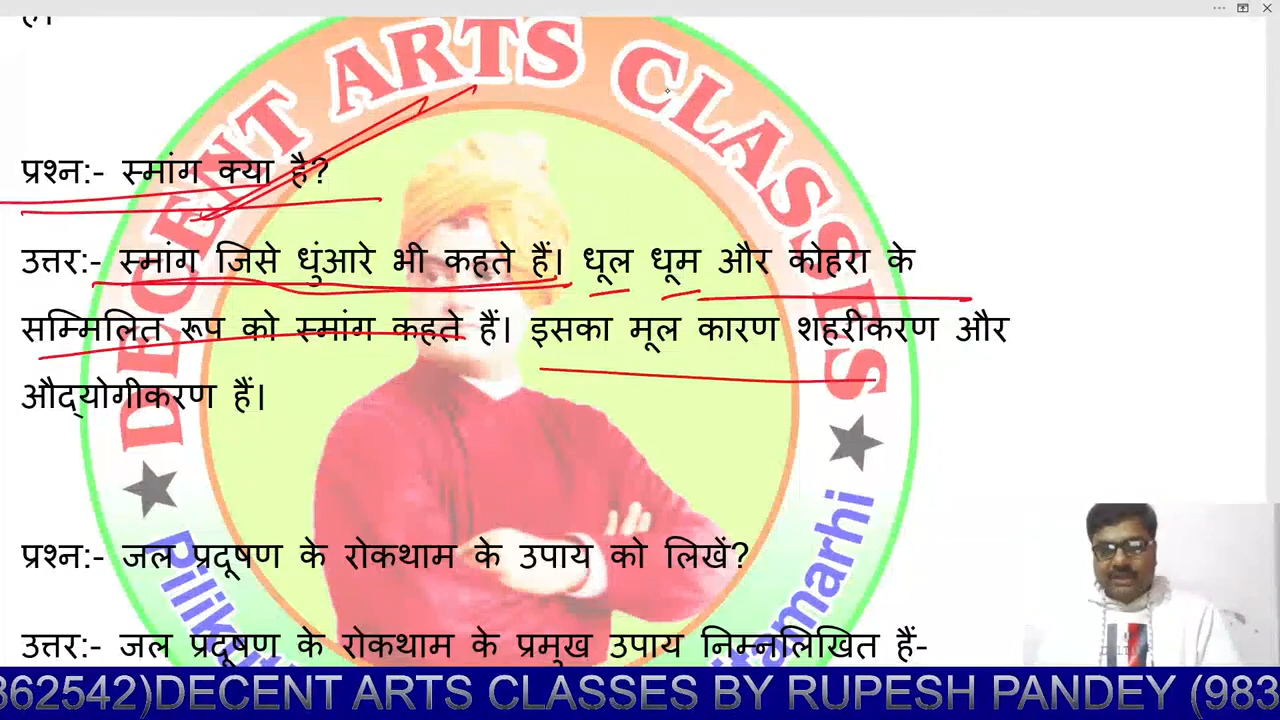 है।
DECENT ARTS CLASSES
प्रश्न:- स्मांग क्या है?
उत्तर:- स्मांग जिसे धुंआरे भी कहते हैं। धूल धूम और कोहरा के
सम्मिलित रूप को स्मांग कहते हैं। इसका मूल कारण शहरीकरण और
औद्योगीकरण हैं।
प्रश्न:- जल प्रदूषण के रोकथाम के उपाय को लिखें?
उत्तर:- जल प्रदूषण के रोकथाम के प्रमुख उपाय निम्नलिखित हैं-
362542)DECENT ARTS CLASSES BY RUPESH PANDEY (983